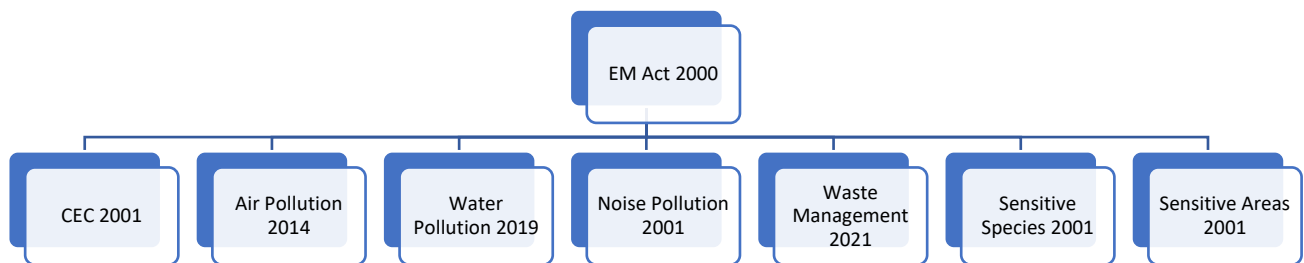 EM Act 2000
CEC 2001
Air Pollution
2014
Water
Pollution 2019
Noise Pollution
2001
Waste
Management
2021
Sensitive
Species 2001
Sensitive Areas
2001